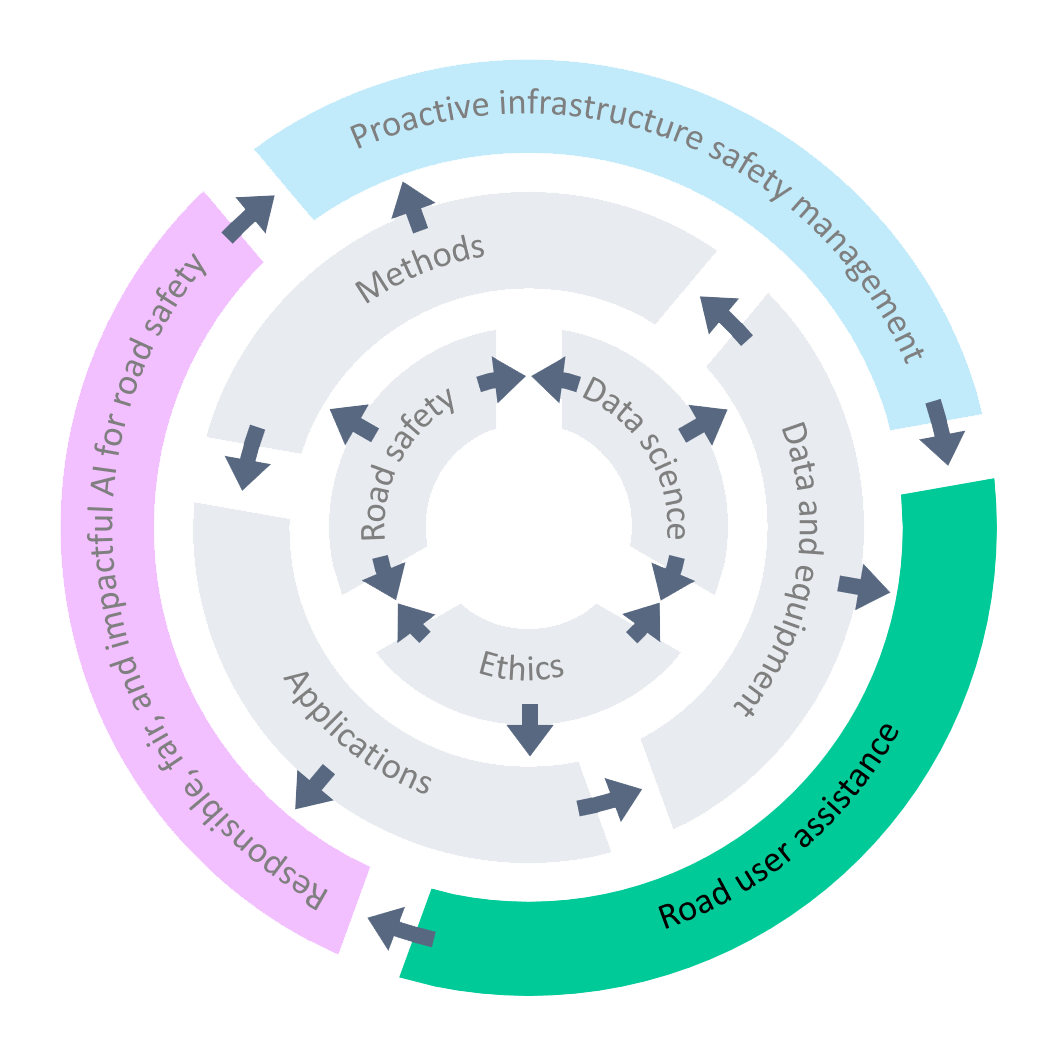 Proactive infrastructure safety management
Road user assistance
Responsible, fair, and impactful AI for road safety
Methods
Data and equipment
Applications
Road safety
Data science
Ethics